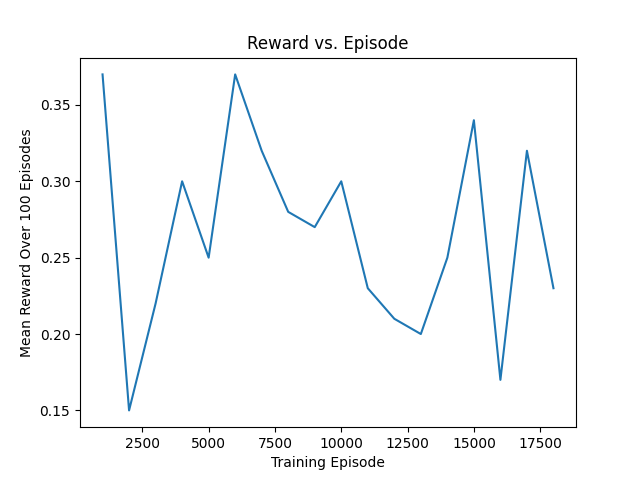 Reward vs. Episode
Mean Reward Over 100 Episodes
0.35
0.30
0.25
0.20
0.15
2500 5000 7500 10000 12500 15000 17500
Training Episode